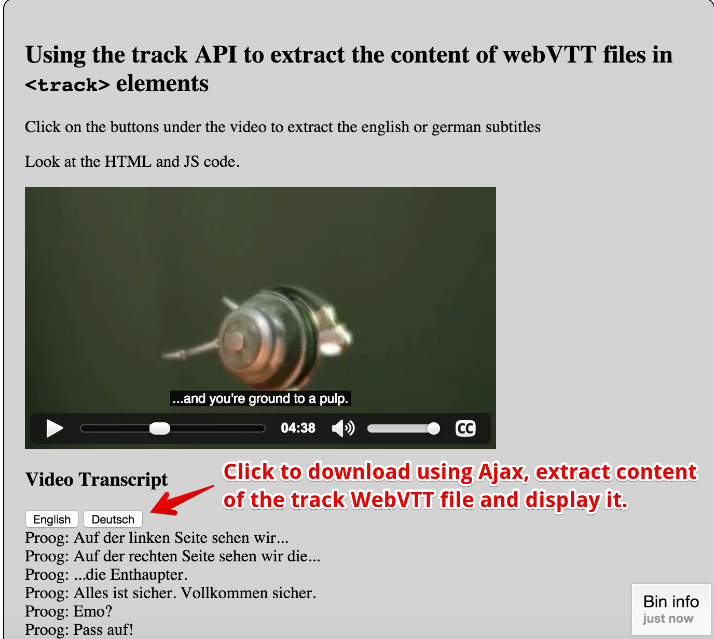 Using the track API to extract the content of webVTT files in
<track> elements
Click on the buttons under the video to extract the english or german subtitles
Look at the HTML and JS code.
...and you're ground to a pulp.
04:38
CC
Video Transcript
Click to download using Ajax, extract content
of the track WebVTT file and display it.
English Deutsch
Proog: Auf der linken Seite sehen wir...
Proog: Auf der rechten Seite sehen wir die...
Proog: ...die Enthaupter.
Proog: Alles ist sicher. Vollkommen sicher.
Proog: Emo?
Proog: Pass auf!
Bin info
just now